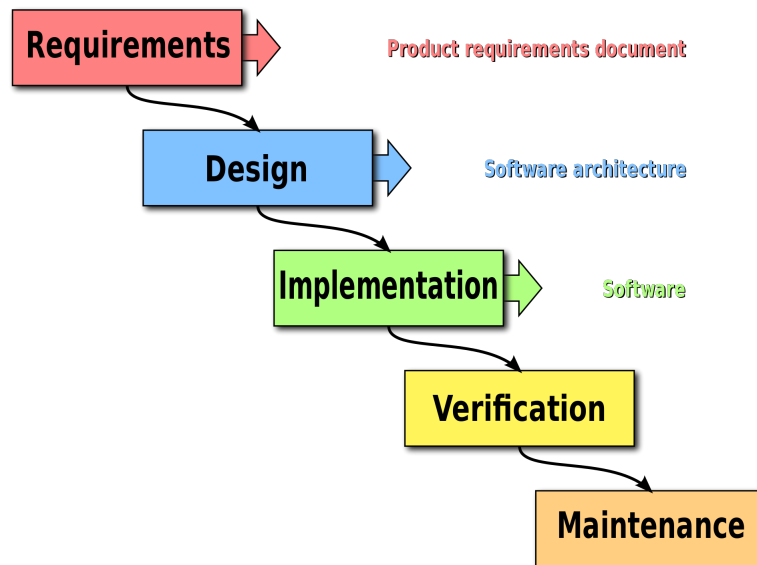 Requirements
Product requirements document
Design
Software architecture
Implementation
Software
Verification
Maintenance